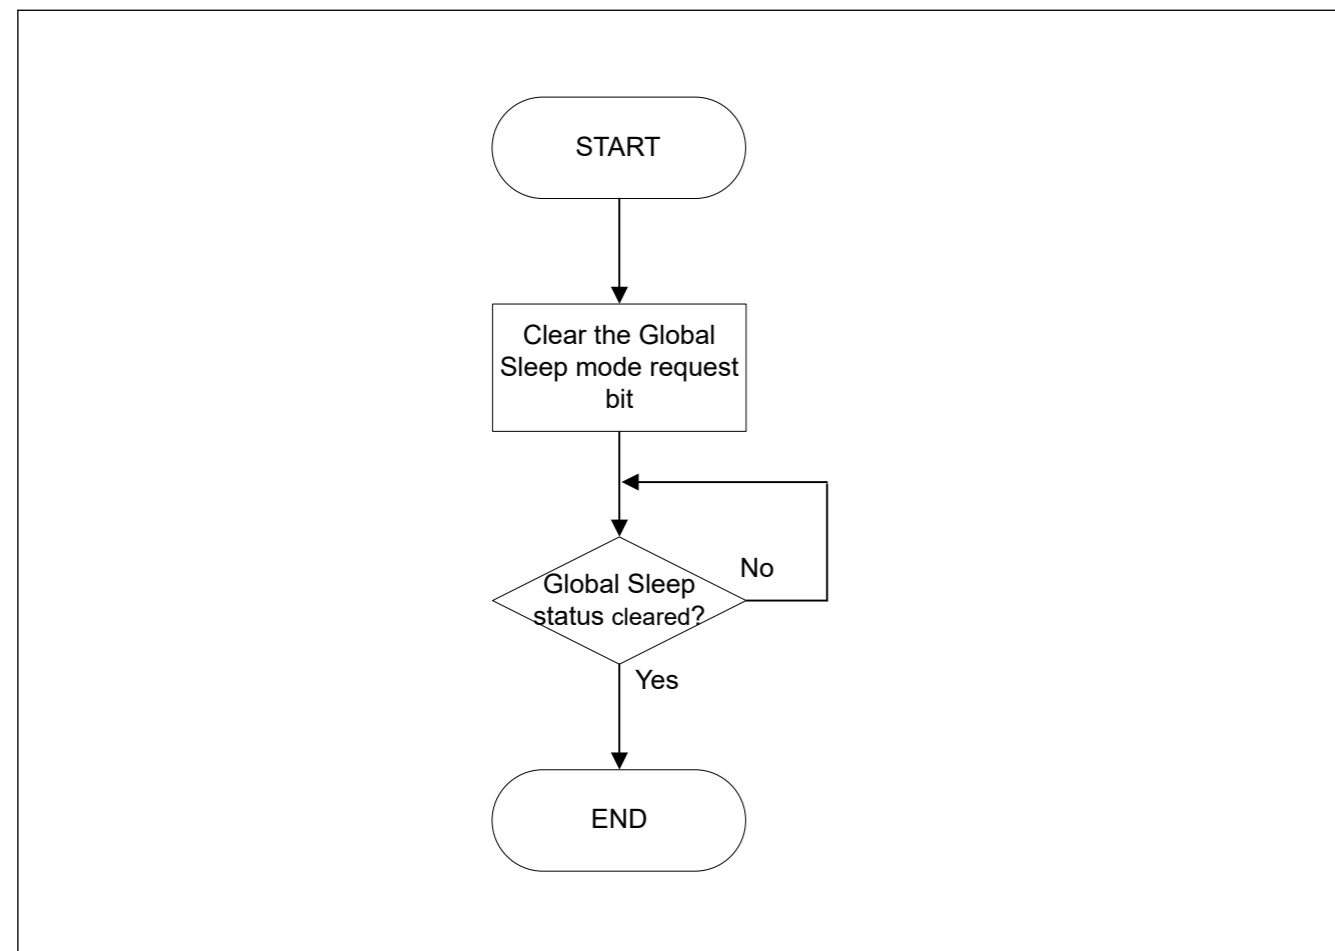 START
Clear the Global
Sleep mode request
bit
No
Global Sleep
status cleared?
Yes
END